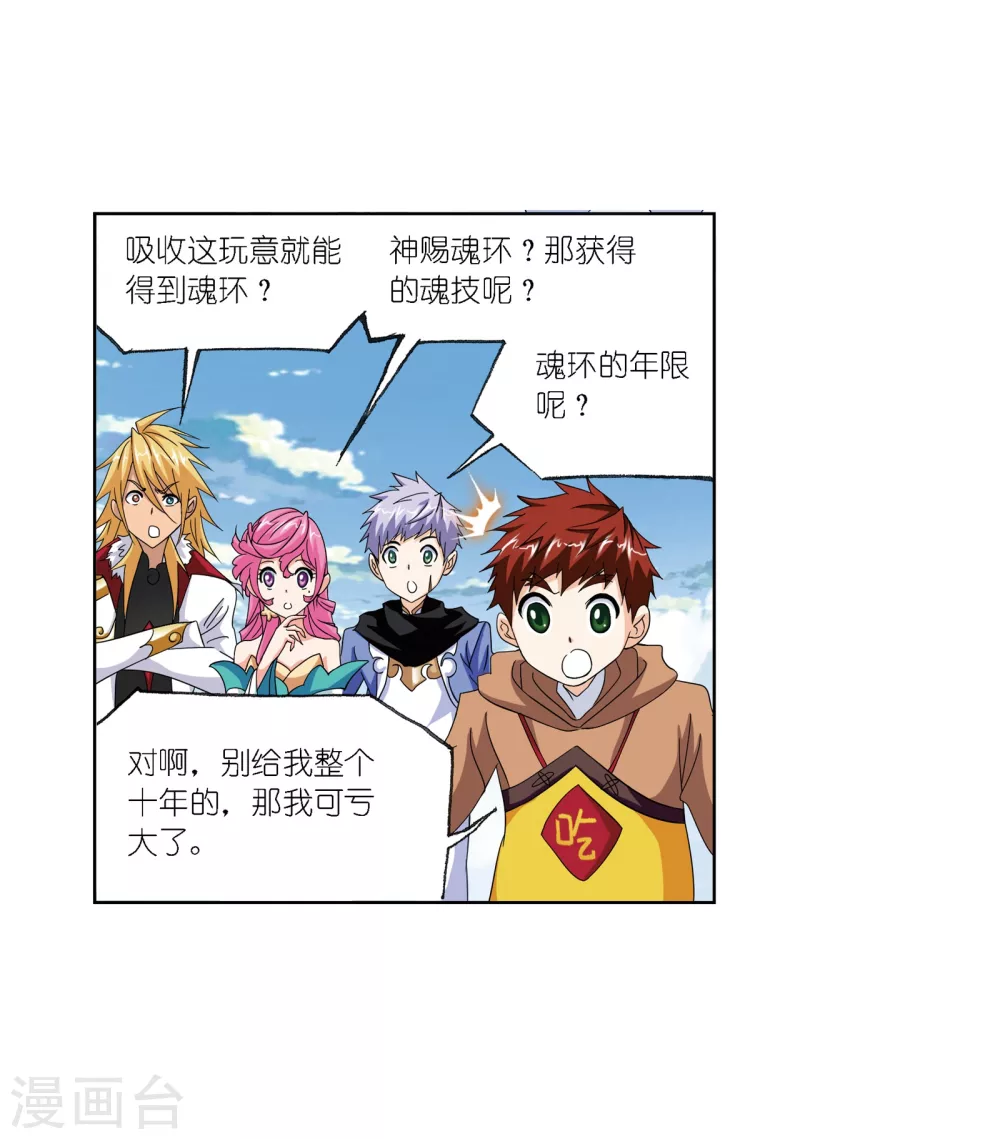 吸收这玩意就能
得到魂环？
神赐魂环？那获得
的魂技呢？
魂环的年限
呢？
对啊，别给我整个
十年的，那我可亏
大了。
吃
漫画台